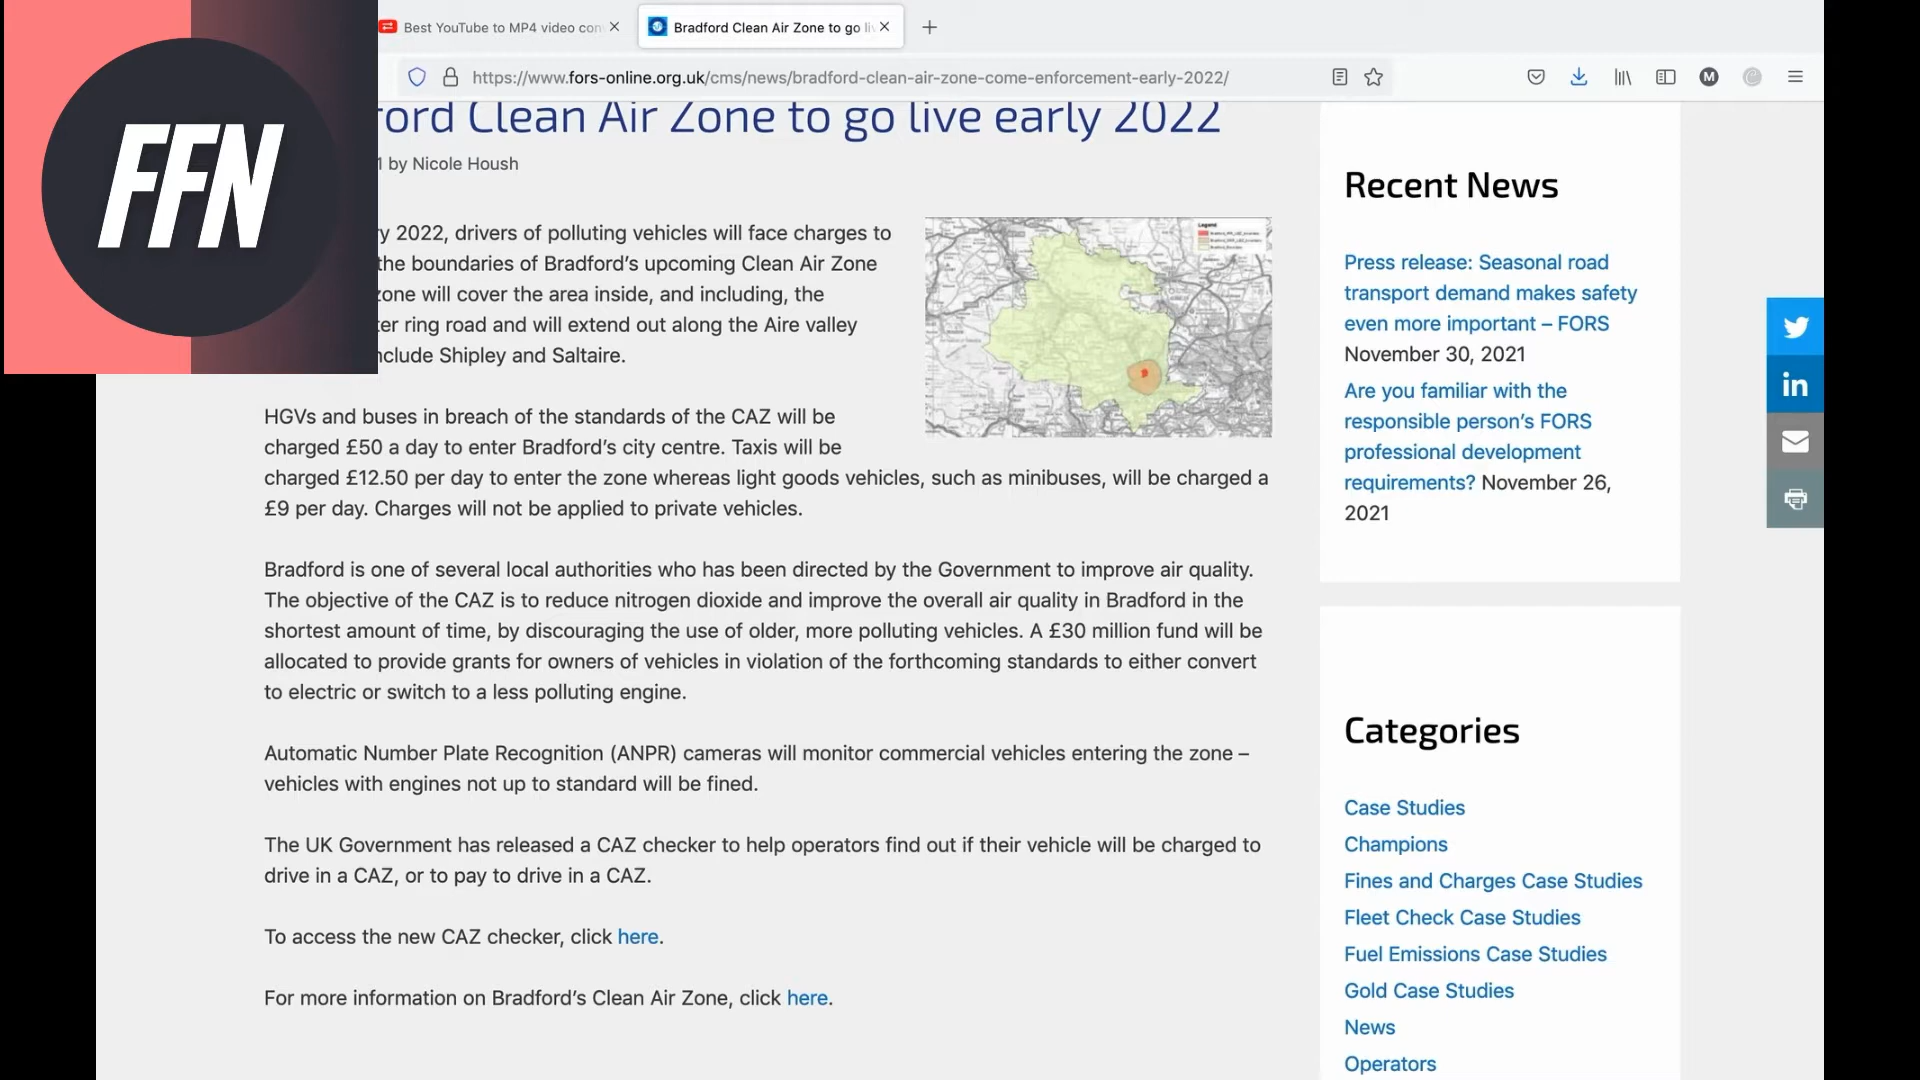 FFN
Best YouTube to MP4 video con
Bradford Clean Air Zone to go li
https://www.fors-online.org.uk/cms/news/bradford-clean-air-zone-come-enforcement-early-2022/
M
ord Clean Air Zone to go live early 2022
1 by Nicole Housh
y 2022, drivers of polluting vehicles will face charges to
the boundaries of Bradford’s upcoming Clean Air Zone
zone will cover the area inside, and including, the
er ring road and will extend out along the Aire valley
nclude Shipley and Saltaire.
Legend
HGVs and buses in breach of the standards of the CAZ will be
charged £50 a day to enter Bradford’s city centre. Taxis will be
charged £12.50 per day to enter the zone whereas light goods vehicles, such as minibuses, will be charged a
£9 per day. Charges will not be applied to private vehicles.
Bradford is one of several local authorities who has been directed by the Government to improve air quality.
The objective of the CAZ is to reduce nitrogen dioxide and improve the overall air quality in Bradford in the
shortest amount of time, by discouraging the use of older, more polluting vehicles. A £30 million fund will be
allocated to provide grants for owners of vehicles in violation of the forthcoming standards to either convert
to electric or switch to a less polluting engine.
Automatic Number Plate Recognition (ANPR) cameras will monitor commercial vehicles entering the zone –
vehicles with engines not up to standard will be fined.
The UK Government has released a CAZ checker to help operators find out if their vehicle will be charged to
drive in a CAZ, or to pay to drive in a CAZ.
To access the new CAZ checker, click here.
For more information on Bradford’s Clean Air Zone, click here.
Recent News
Press release: Seasonal road
transport demand makes safety
even more important – FORS
November 30, 2021
Are you familiar with the
responsible person’s FORS
professional development
requirements? November 26,
2021
in
Categories
Case Studies
Champions
Fines and Charges Case Studies
Fleet Check Case Studies
Fuel Emissions Case Studies
Gold Case Studies
News
Operators